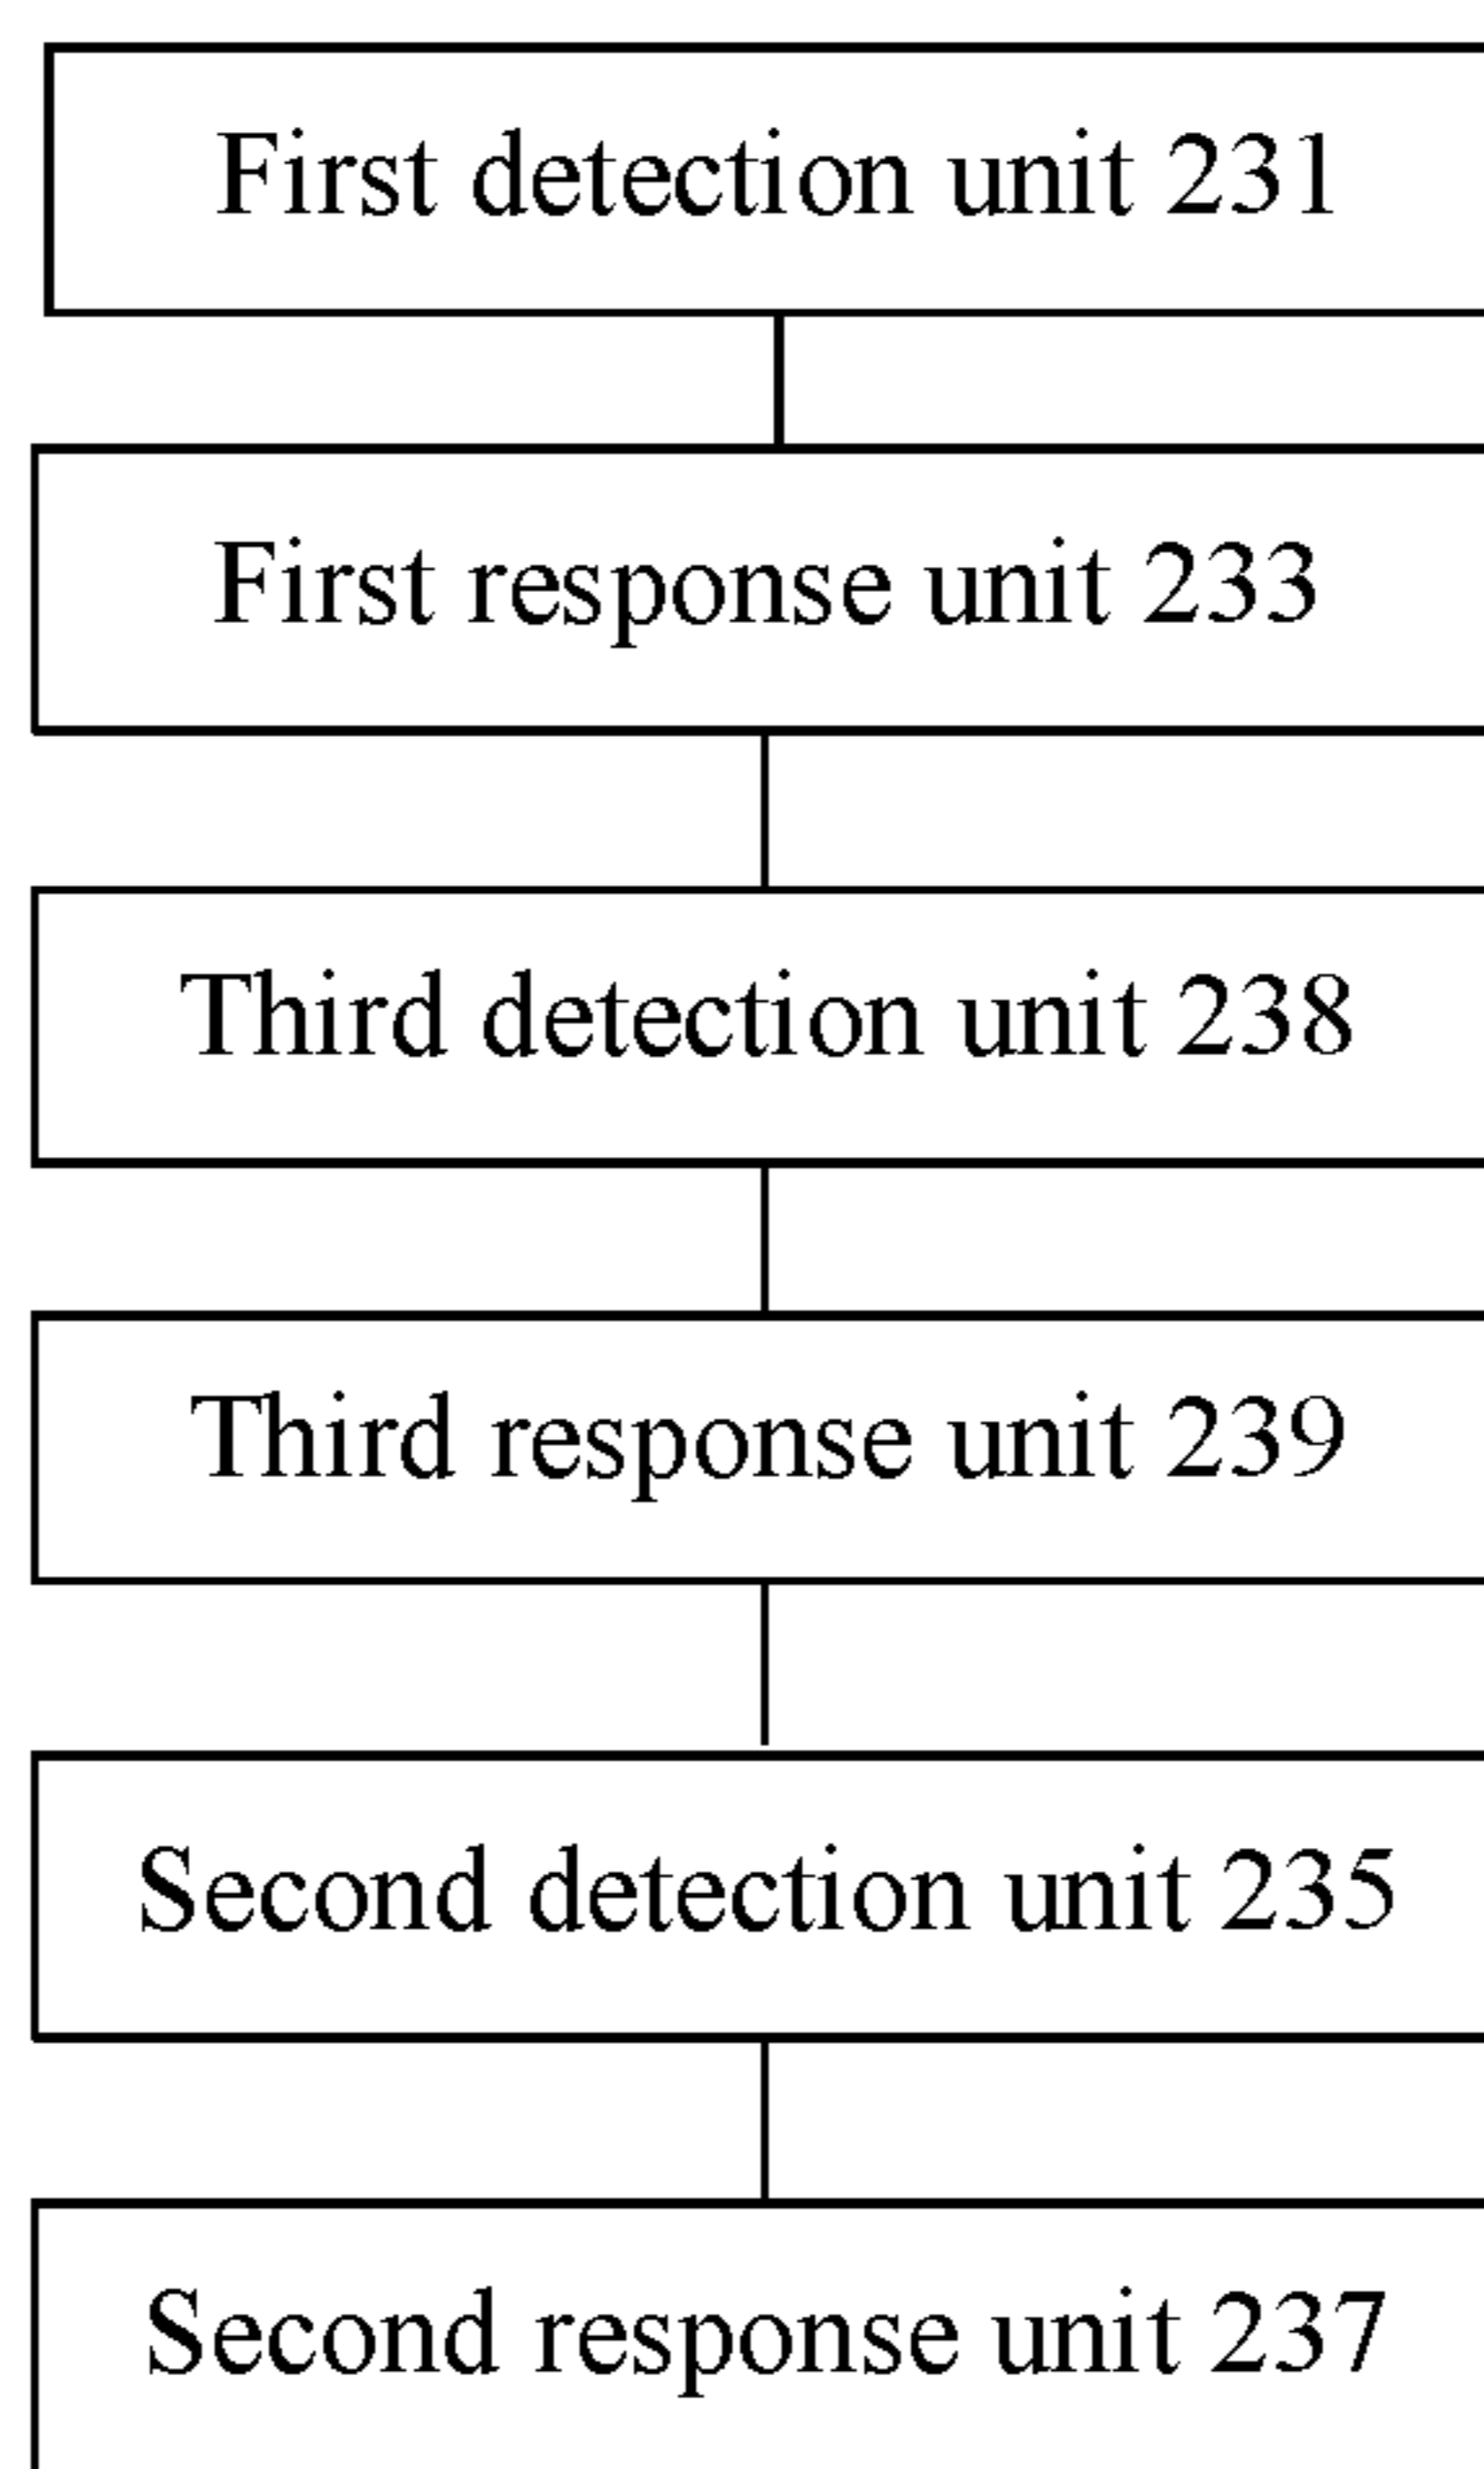 First detection unit 231
First response unit 233
Third detection unit 238
Third response unit 239
Second detection unit 235
Second response unit 237